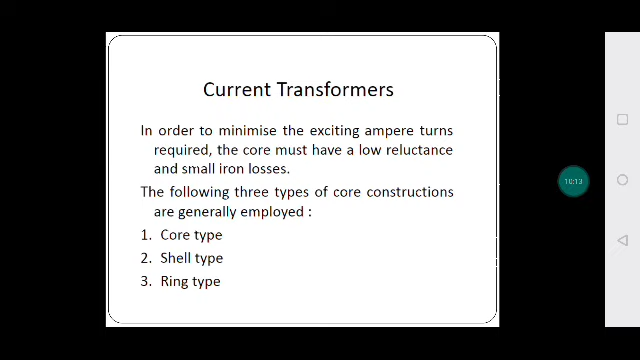 Current Transformers
In order to minimise the exciting ampere turns
required, the core must have a low reluctance
and small iron losses.
The following three types of core constructions
are generally employed :
1. Core type
2. Shell type
3. Ring type
10:13